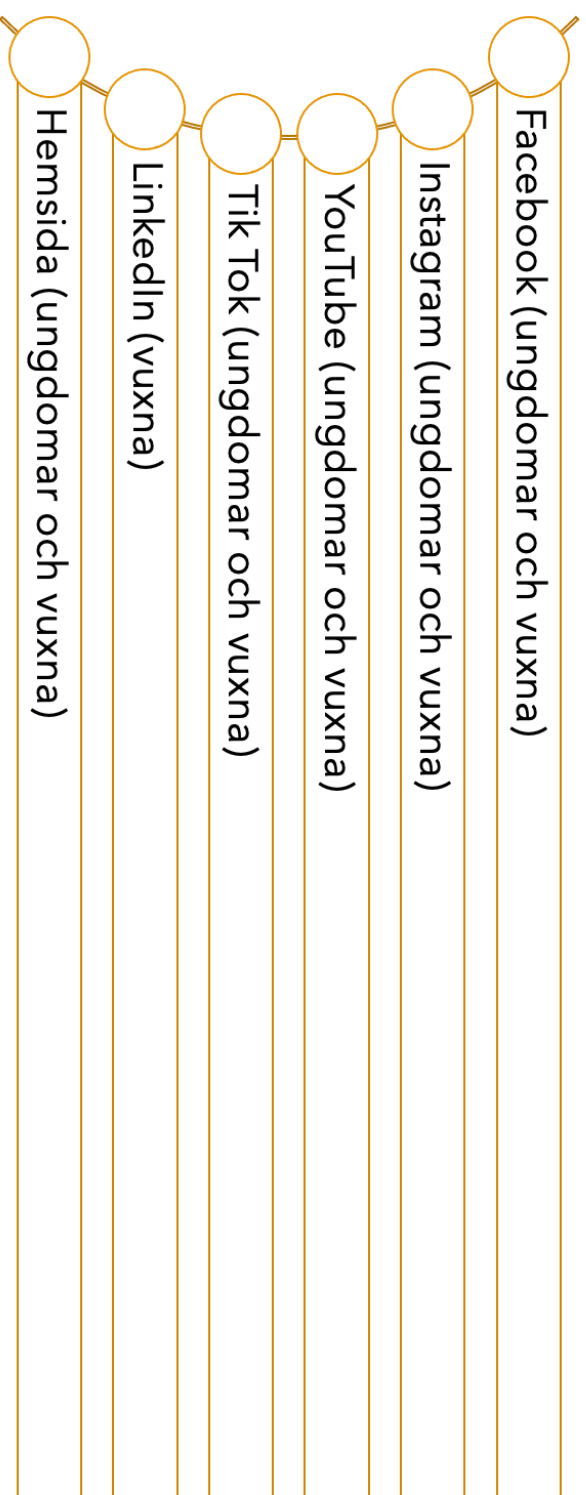 Hemsida (ungdomar och vuxna)
LinkedIn (vuxna)
Tik Tok (ungdomar och vuxna)
YouTube (ungdomar och vuxna)
Instagram (ungdomar och vuxna)
Facebook (ungdomar och vuxna)